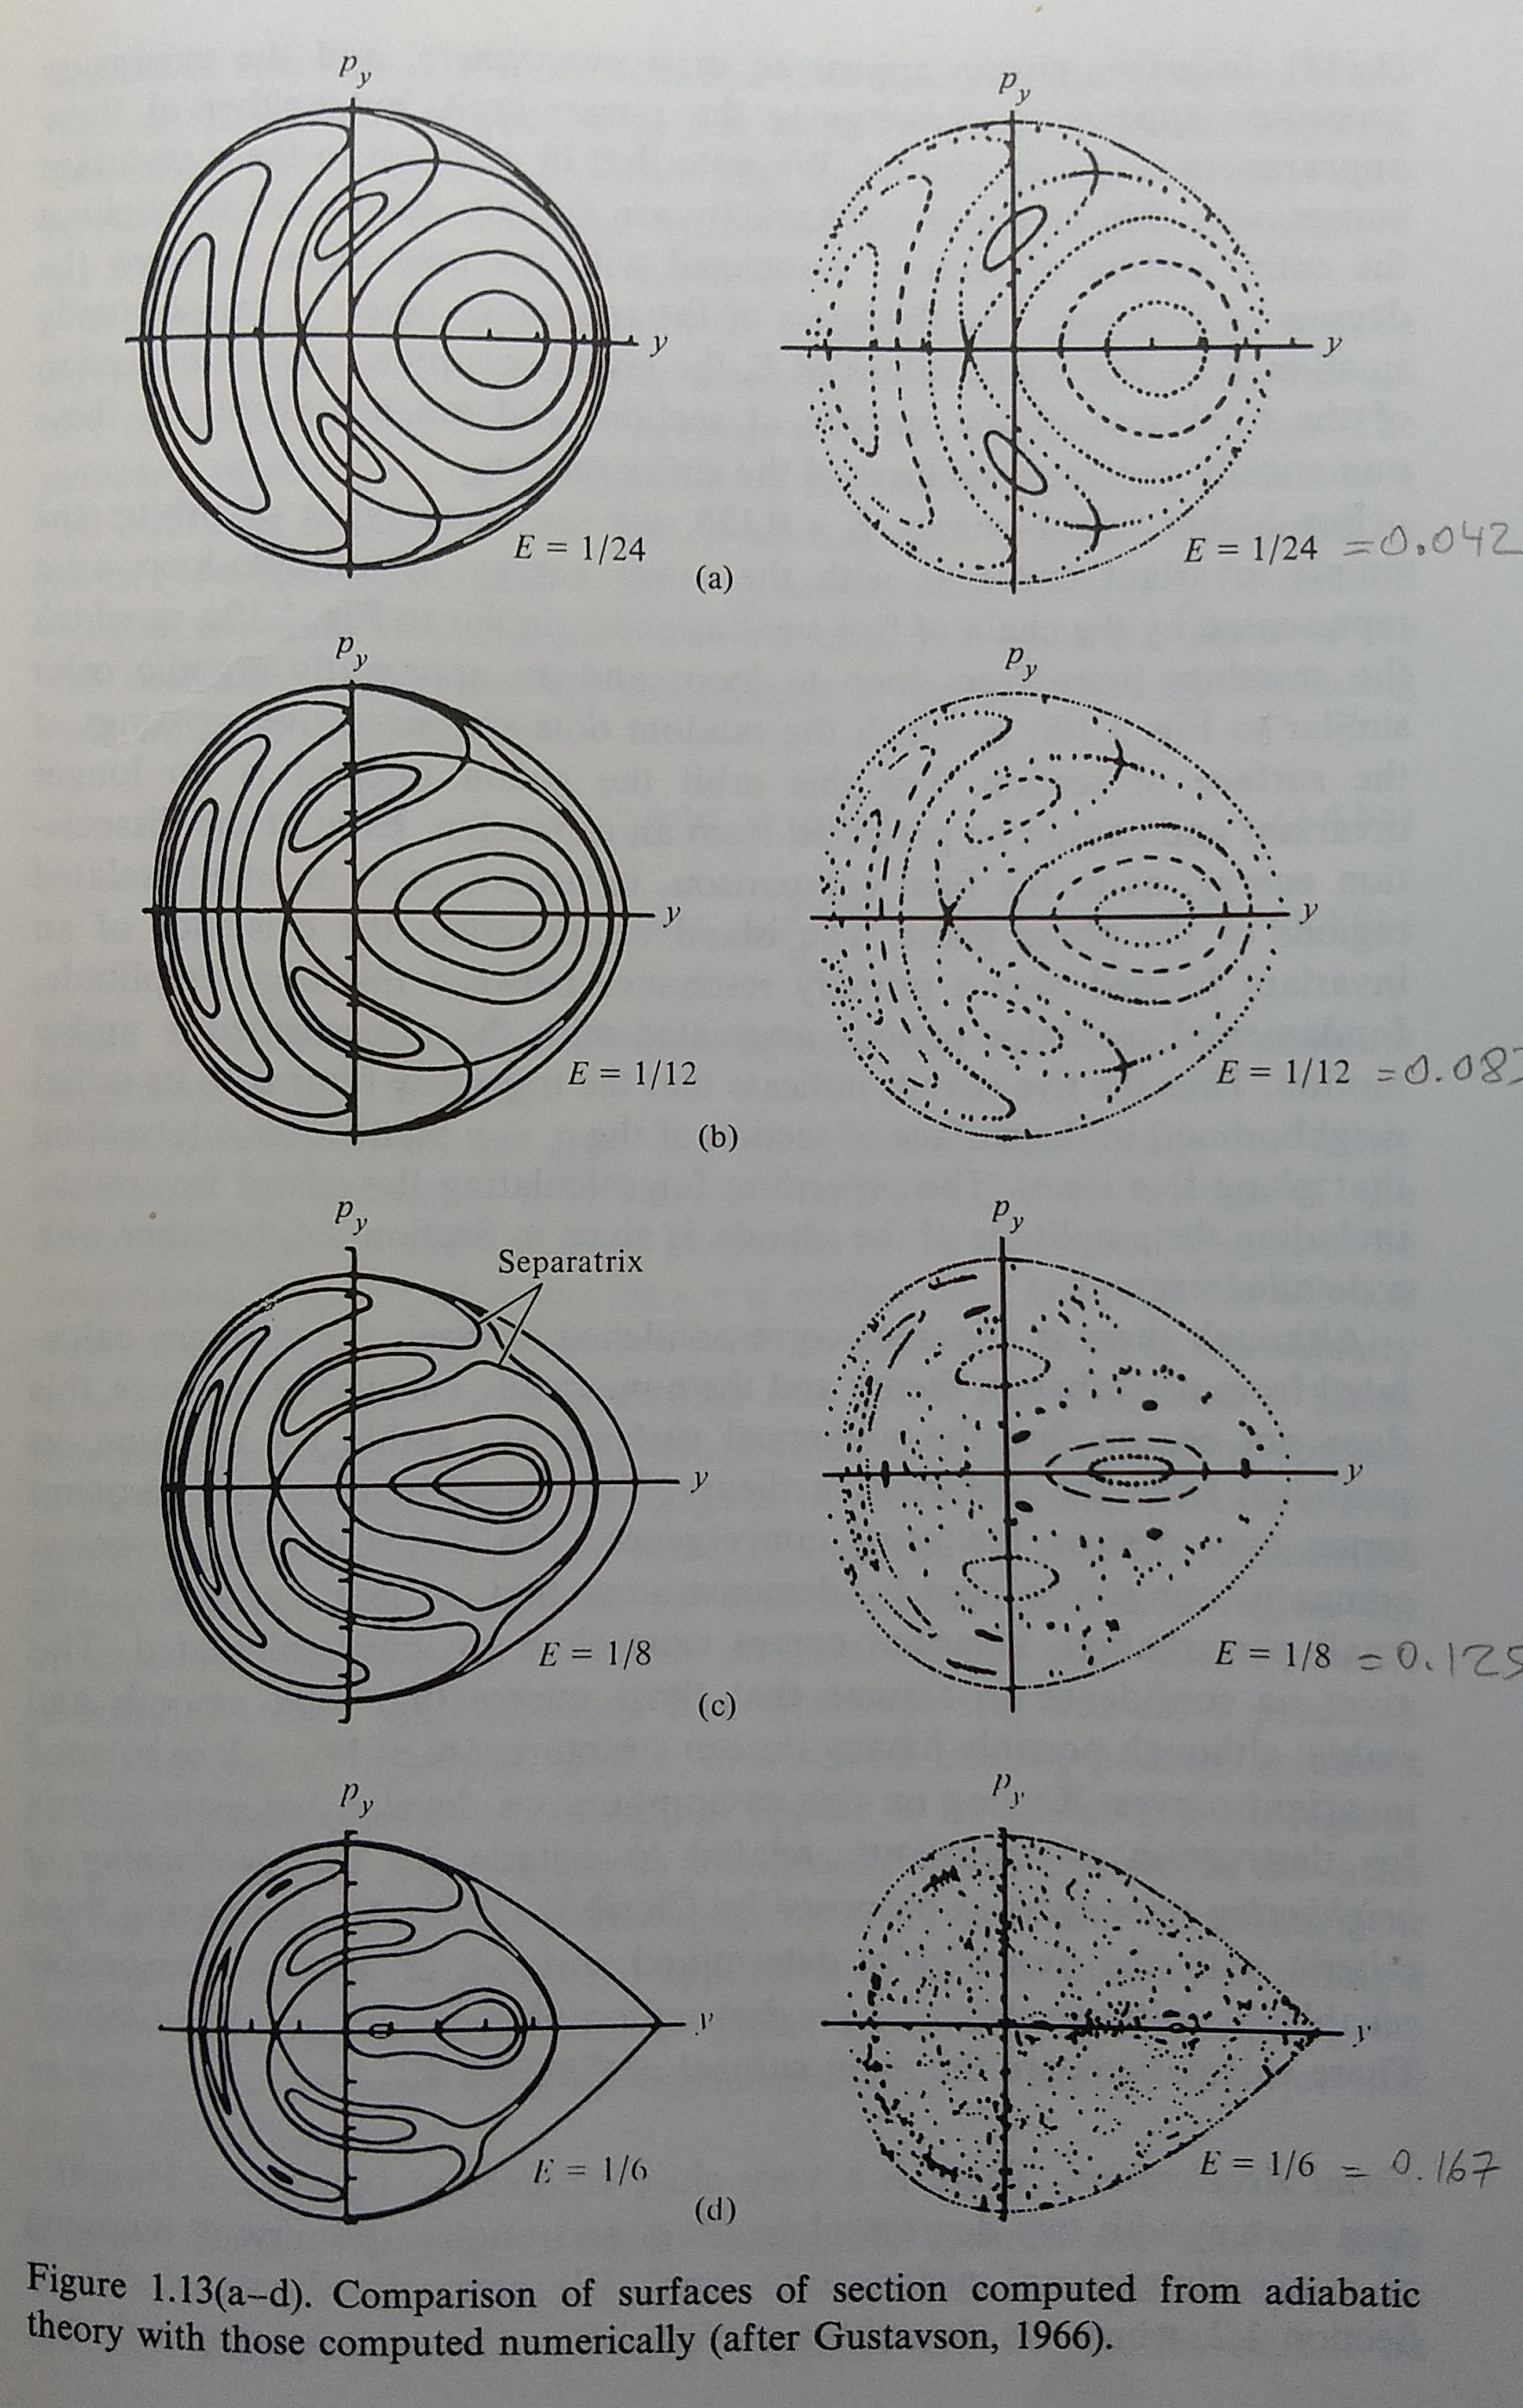 p_y
p_y
y
y
E = 1/24
E = 1/24 = 0.042
(a)
p_y
p_y
y
y
E = 1/12
E = 1/12 = 0.083
(b)
p_y
p_y
Separatrix
y
y
E = 1/8
E = 1/8 = 0.125
(c)
p_y
p_y
y
y
E = 1/6
E = 1/6 = 0.167
(d)
Figure 1.13(a–d). Comparison of surfaces of section computed from adiabatic
theory with those computed numerically (after Gustavson, 1966).